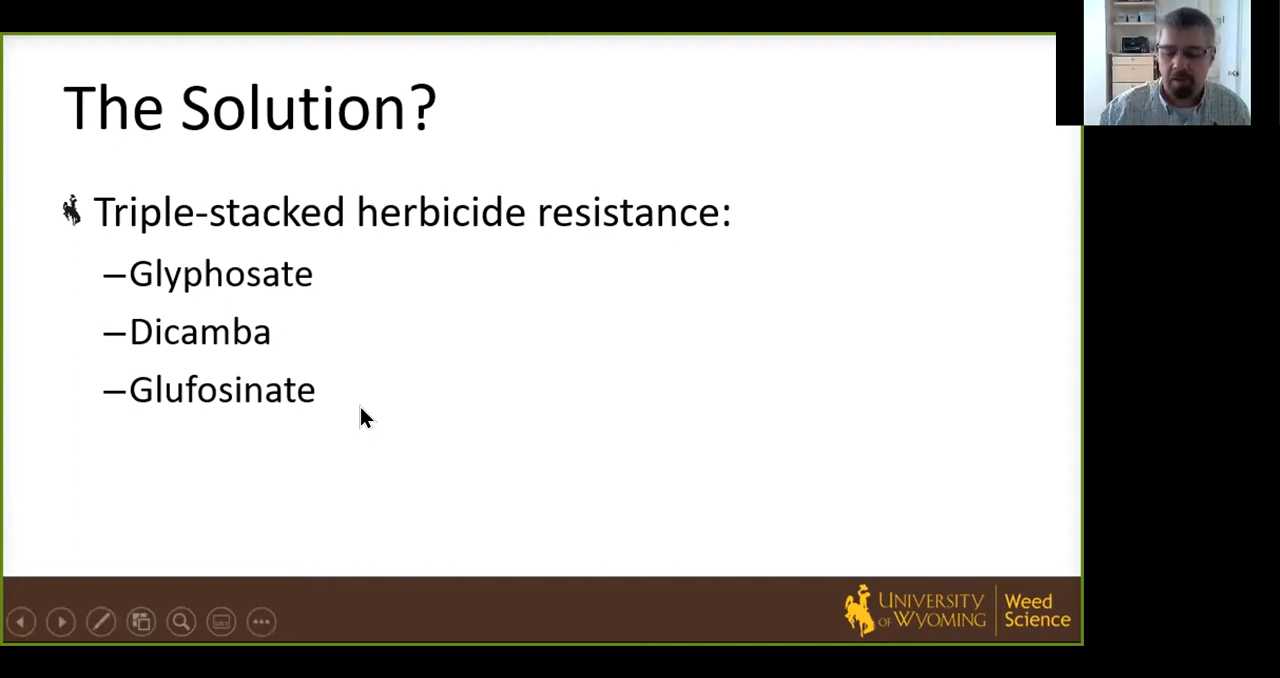 The Solution?
Triple-stacked herbicide resistance:
–Glyphosate
–Dicamba
–Glufosinate
UNIVERSITY
OF WYOMING
Weed
Science